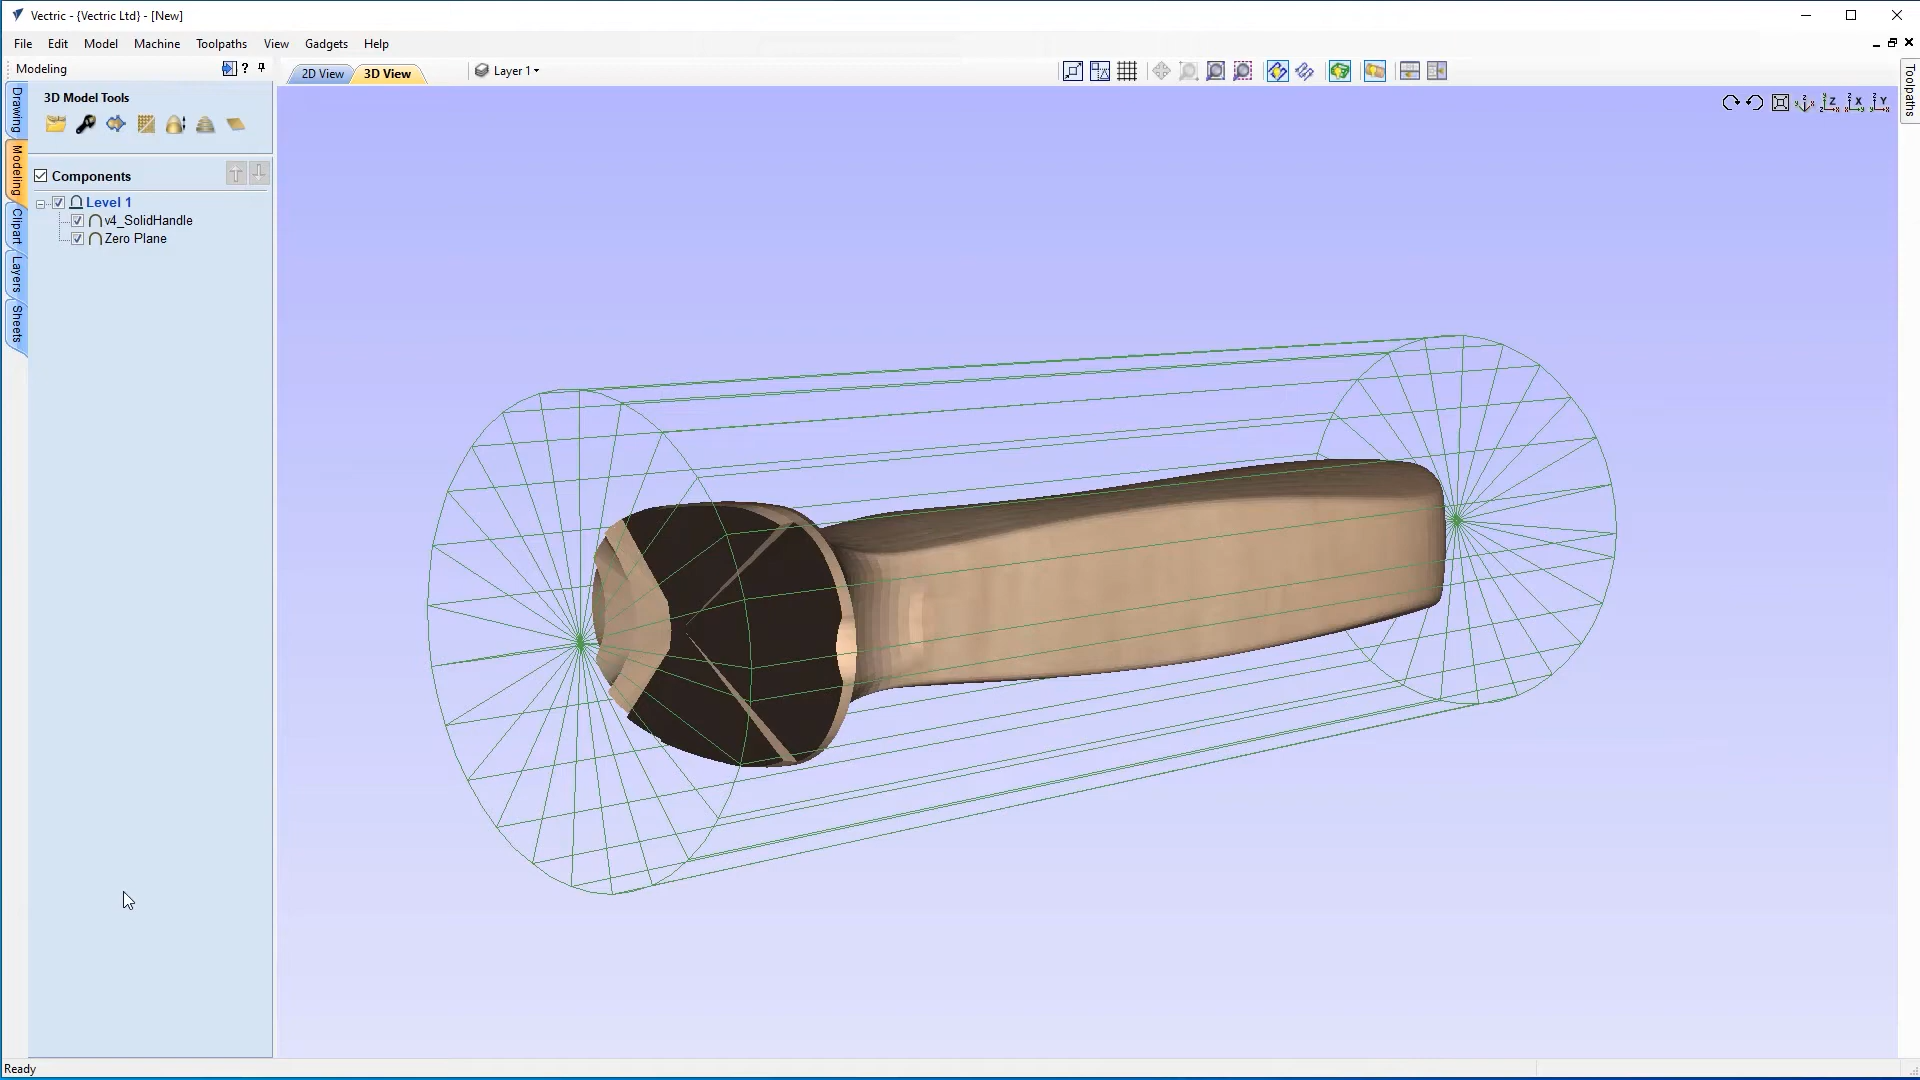 Vectric - {Vectric Ltd} - [New]
File Edit Model Machine Toolpaths View Gadgets Help
Modeling ?
2D View 3D View Layer 1
3D Model Tools
Components
Level 1
v4_SolidHandle
Zero Plane
Drawing
Modeling
Clipart
Layers
Sheets
Toolpaths
Z X Y
Ready